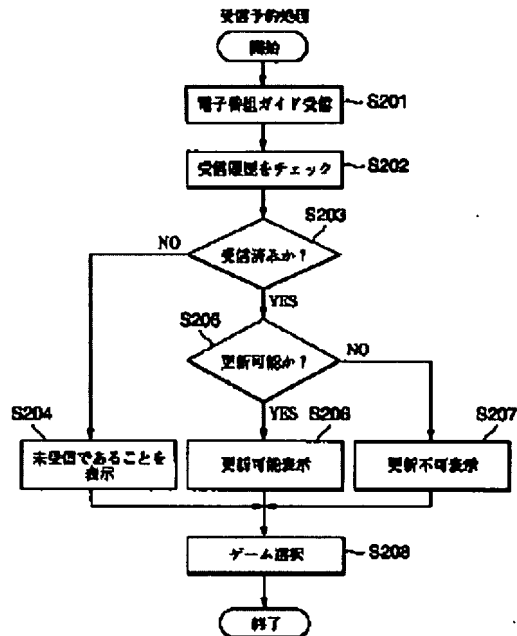 受信予約処理
開始
電子番組ガイド受信
S201
受信履歴をチェック
S202
S203
受信済みか?
NO
YES
S205
更新可能か?
NO
YES
S204
未受信であることを
表示
S206
更新可能表示
S207
更新不可表示
ゲーム選択
S208
終了